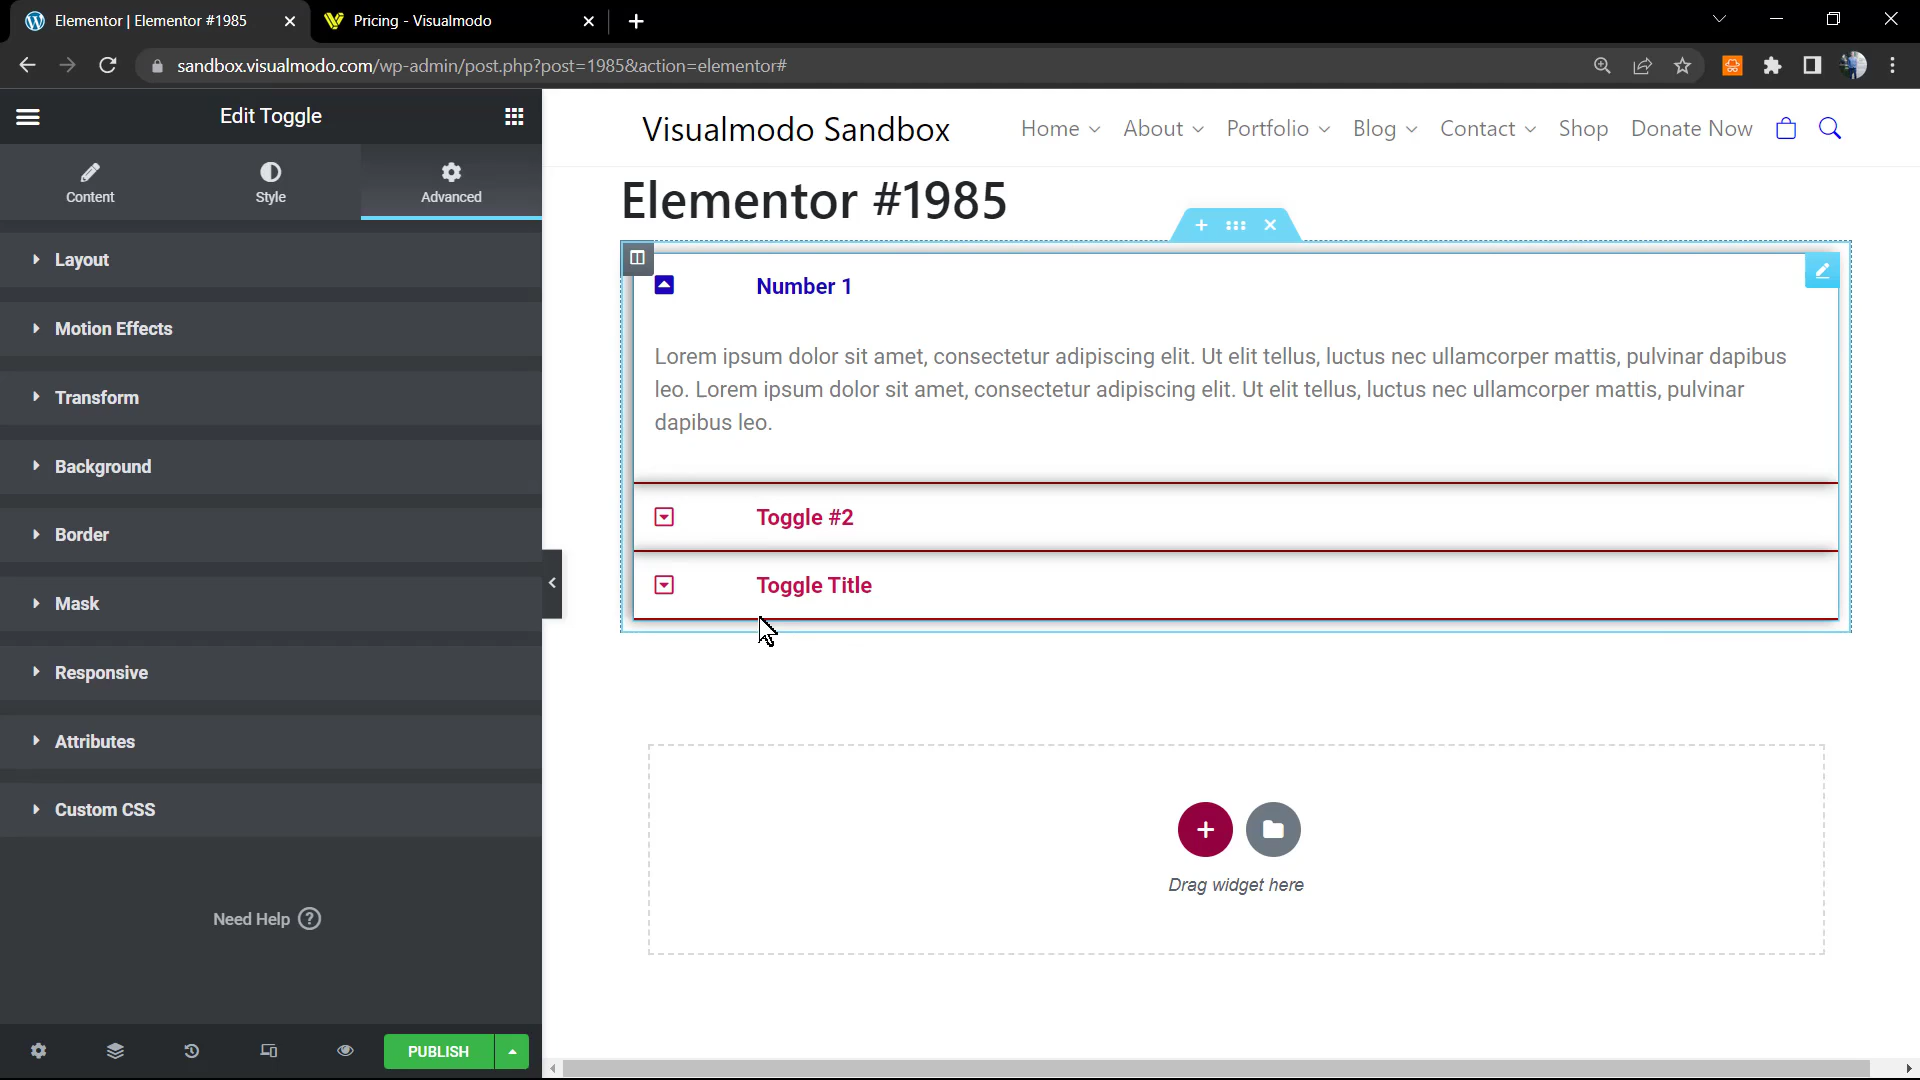 Elementor | Elementor #1985
Pricing - Visualmodo
sandbox.visualmodo.com/wp-admin/post.php?post=1985&action=elementor#
Edit Toggle
Content
Style
Advanced
Layout
Motion Effects
Transform
Background
Border
Mask
Responsive
Attributes
Custom CSS
Need Help ?
PUBLISH
Visualmodo Sandbox
Home
About
Portfolio
Blog
Contact
Shop
Donate Now
Elementor #1985
Number 1
Lorem ipsum dolor sit amet, consectetur adipiscing elit. Ut elit tellus, luctus nec ullamcorper mattis, pulvinar dapibus
leo. Lorem ipsum dolor sit amet, consectetur adipiscing elit. Ut elit tellus, luctus nec ullamcorper mattis, pulvinar
dapibus leo.
Toggle #2
Toggle Title
Drag widget here